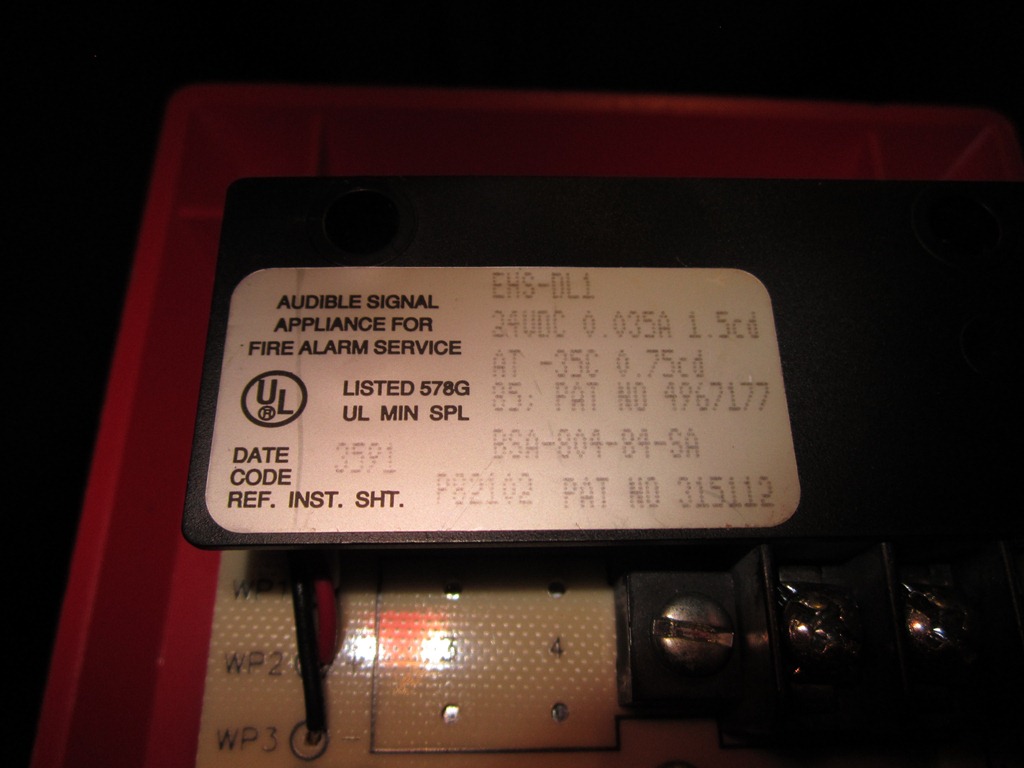 AUDIBLE SIGNAL
APPLIANCE FOR
FIRE ALARM SERVICE
UL ®
LISTED 578G
UL MIN SPL
DATE
CODE 3591
REF. INST. SHT. P82102
EHS-DL1
24VDC 0.035A 1.5cd
AT -35C 0.75cd
85; PAT NO 4967177
BSA-804-84-SA
PAT NO 315112
WP1
WP2
WP3
4